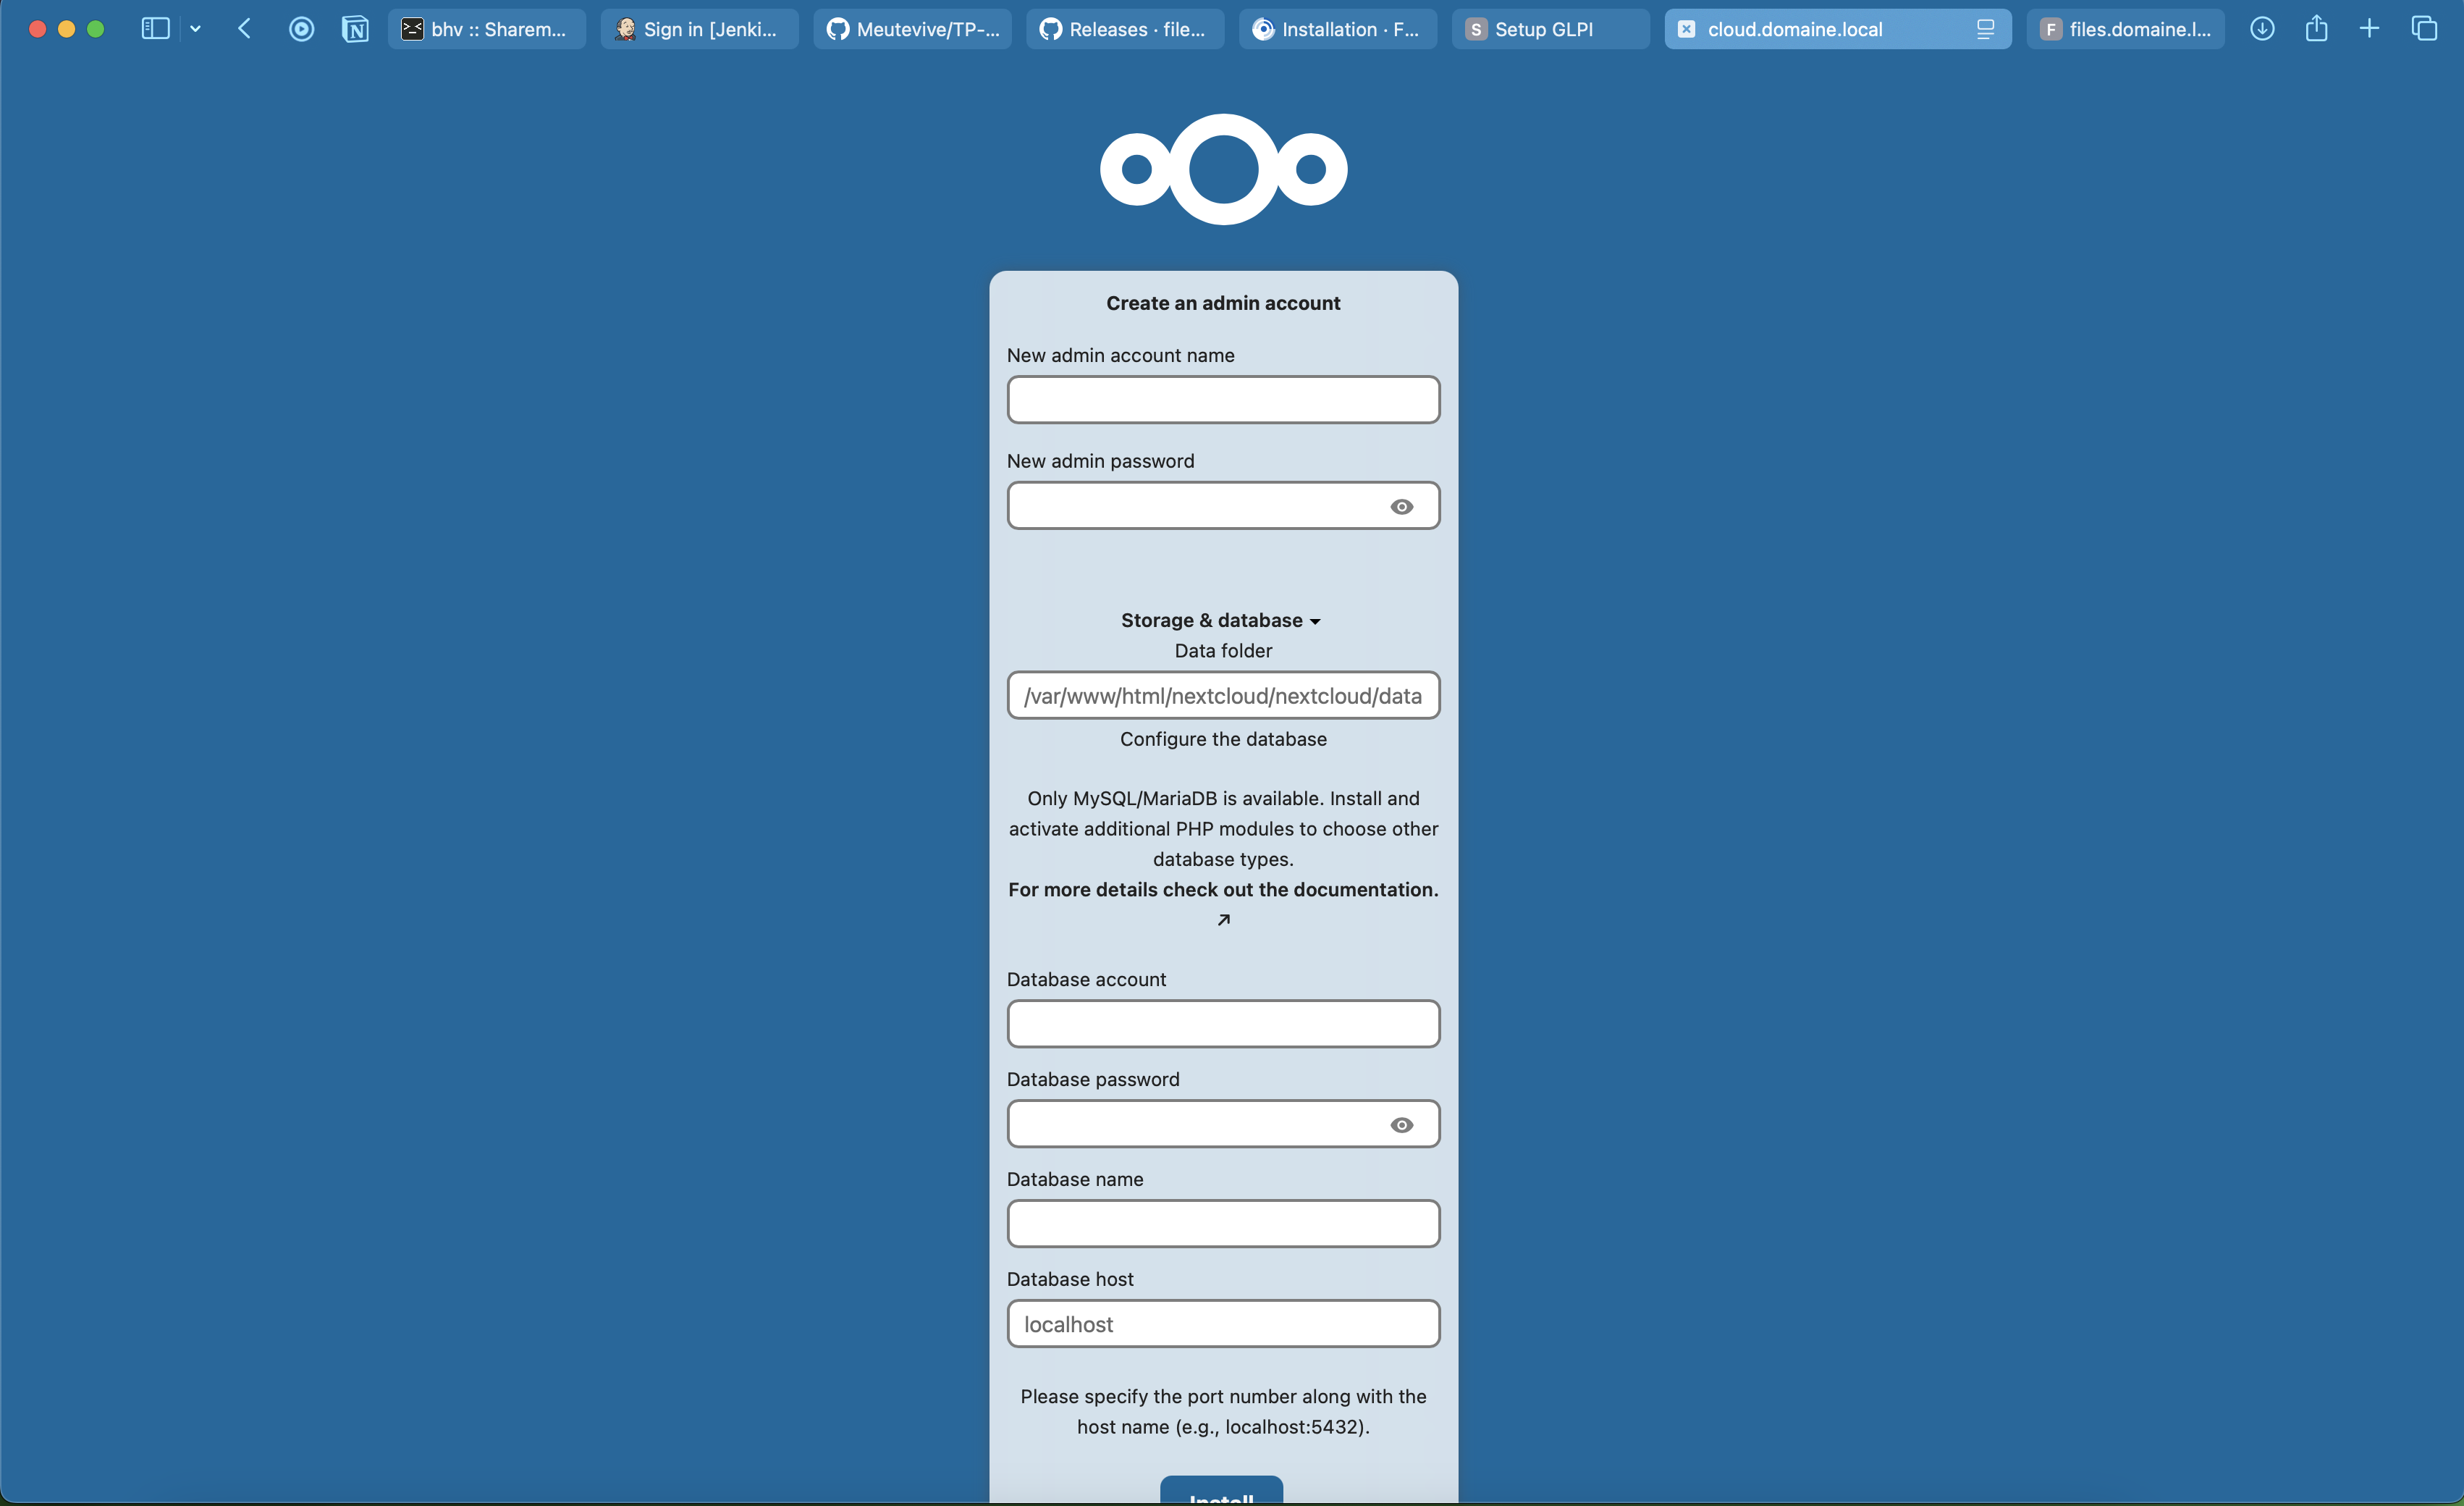 bhv :: Sharem...
Sign in [Jenki...
Meutevive/TP-...
Releases · file...
Installation · F...
S Setup GLPI
cloud.domaine.local
F files.domaine.l...
Create an admin account
New admin account name
New admin password
Storage & database
Data folder
/var/www/html/nextcloud/nextcloud/data
Configure the database
Only MySQL/MariaDB is available. Install and
activate additional PHP modules to choose other
database types.
For more details check out the documentation.
Database account
Database password
Database name
Database host
localhost
Please specify the port number along with the
host name (e.g., localhost:5432).
Install